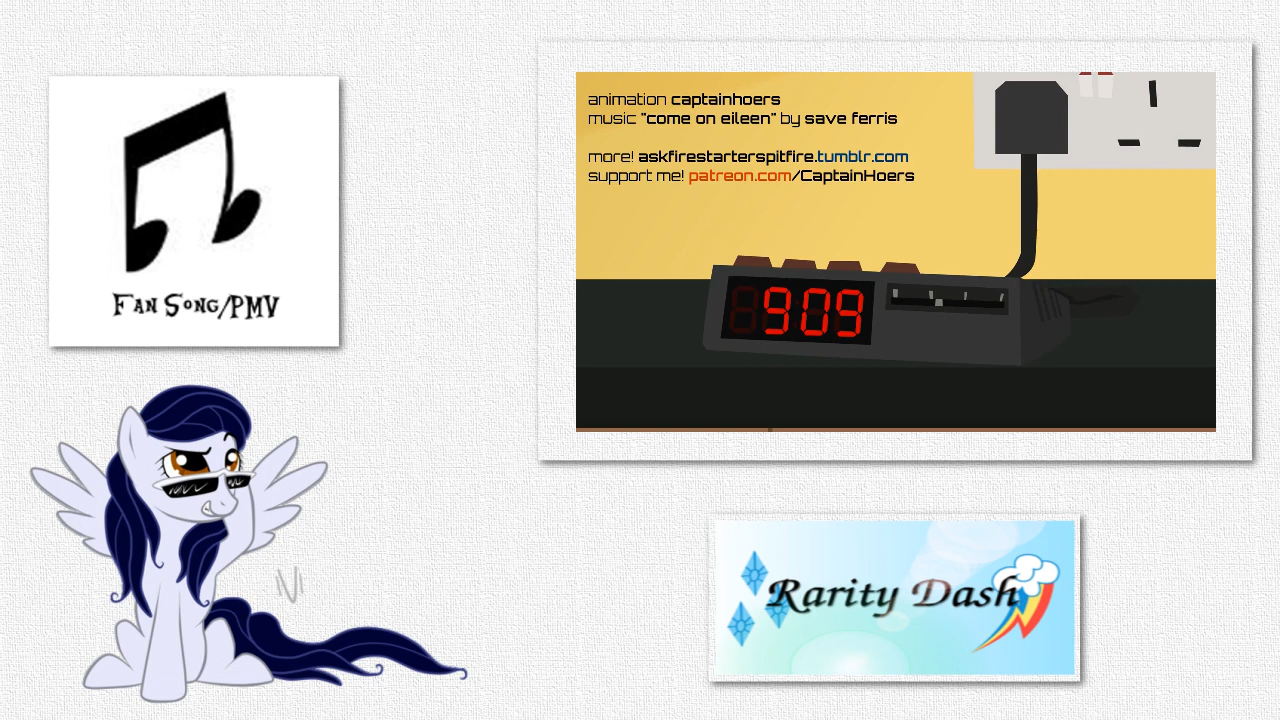 animation captainhoers
music "come on eileen" by save ferris
more! askfirestarterspitfire.tumblr.com
support me! patreon.com/CaptainHoers
909
Fan Song/PMV
Rarity Dash